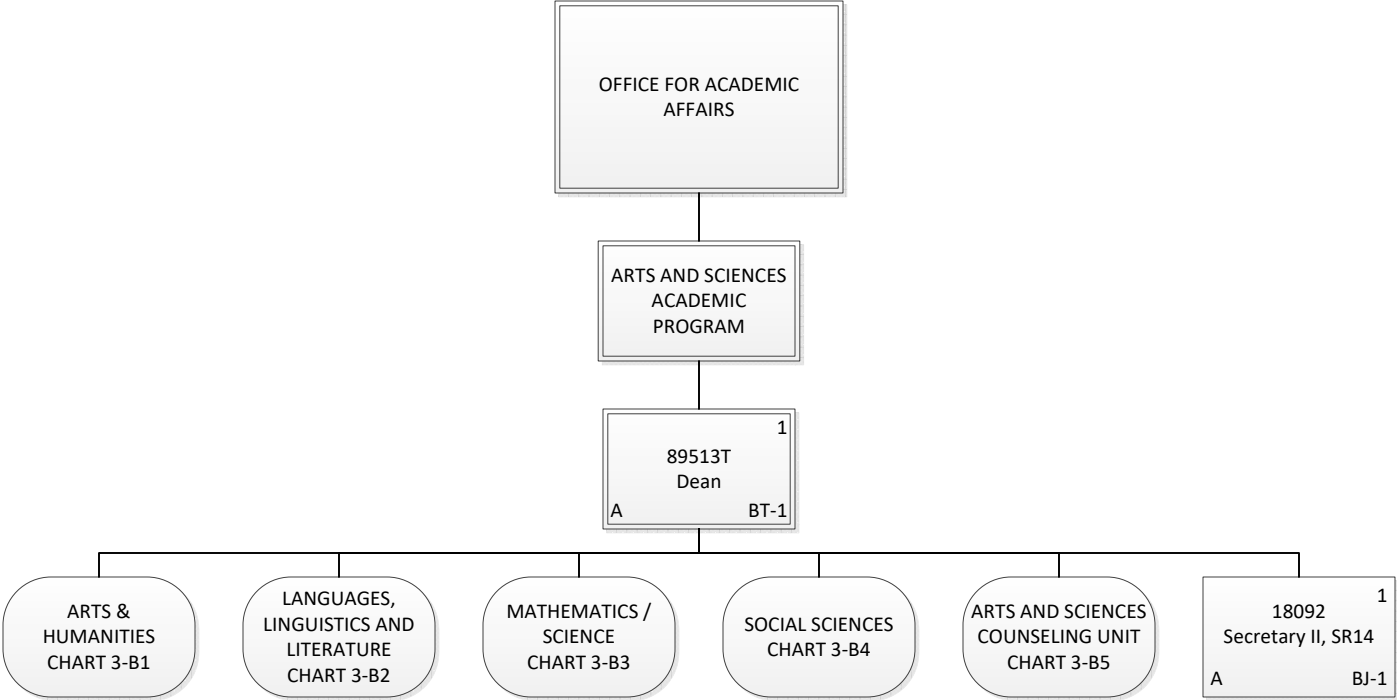 OFFICE FOR ACADEMIC
AFFAIRS
ARTS AND SCIENCES
ACADEMIC
PROGRAM
1
89513T
Dean
A BT-1
ARTS &
HUMANITIES
CHART 3-B1
LANGUAGES,
LINGUISTICS AND
LITERATURE
CHART 3-B2
MATHEMATICS /
SCIENCE
CHART 3-B3
SOCIAL SCIENCES
CHART 3-B4
ARTS AND SCIENCES
COUNSELING UNIT
CHART 3-B5
1
18092
Secretary II, SR14
A BJ-1